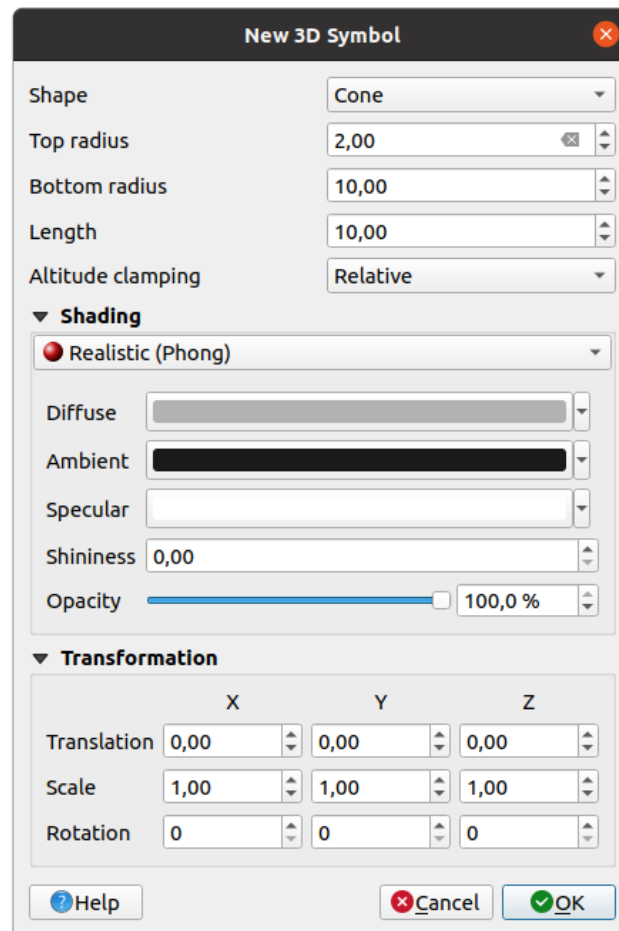 New 3D Symbol
Shape Cone
Top radius 2,00
Bottom radius 10,00
Length 10,00
Altitude clamping Relative
Shading
Realistic (Phong)
Diffuse
Ambient
Specular
Shininess 0,00
Opacity 100,0 %
Transformation
X Y Z
Translation 0,00 0,00 0,00
Scale 1,00 1,00 1,00
Rotation 0 0 0
Help Cancel OK